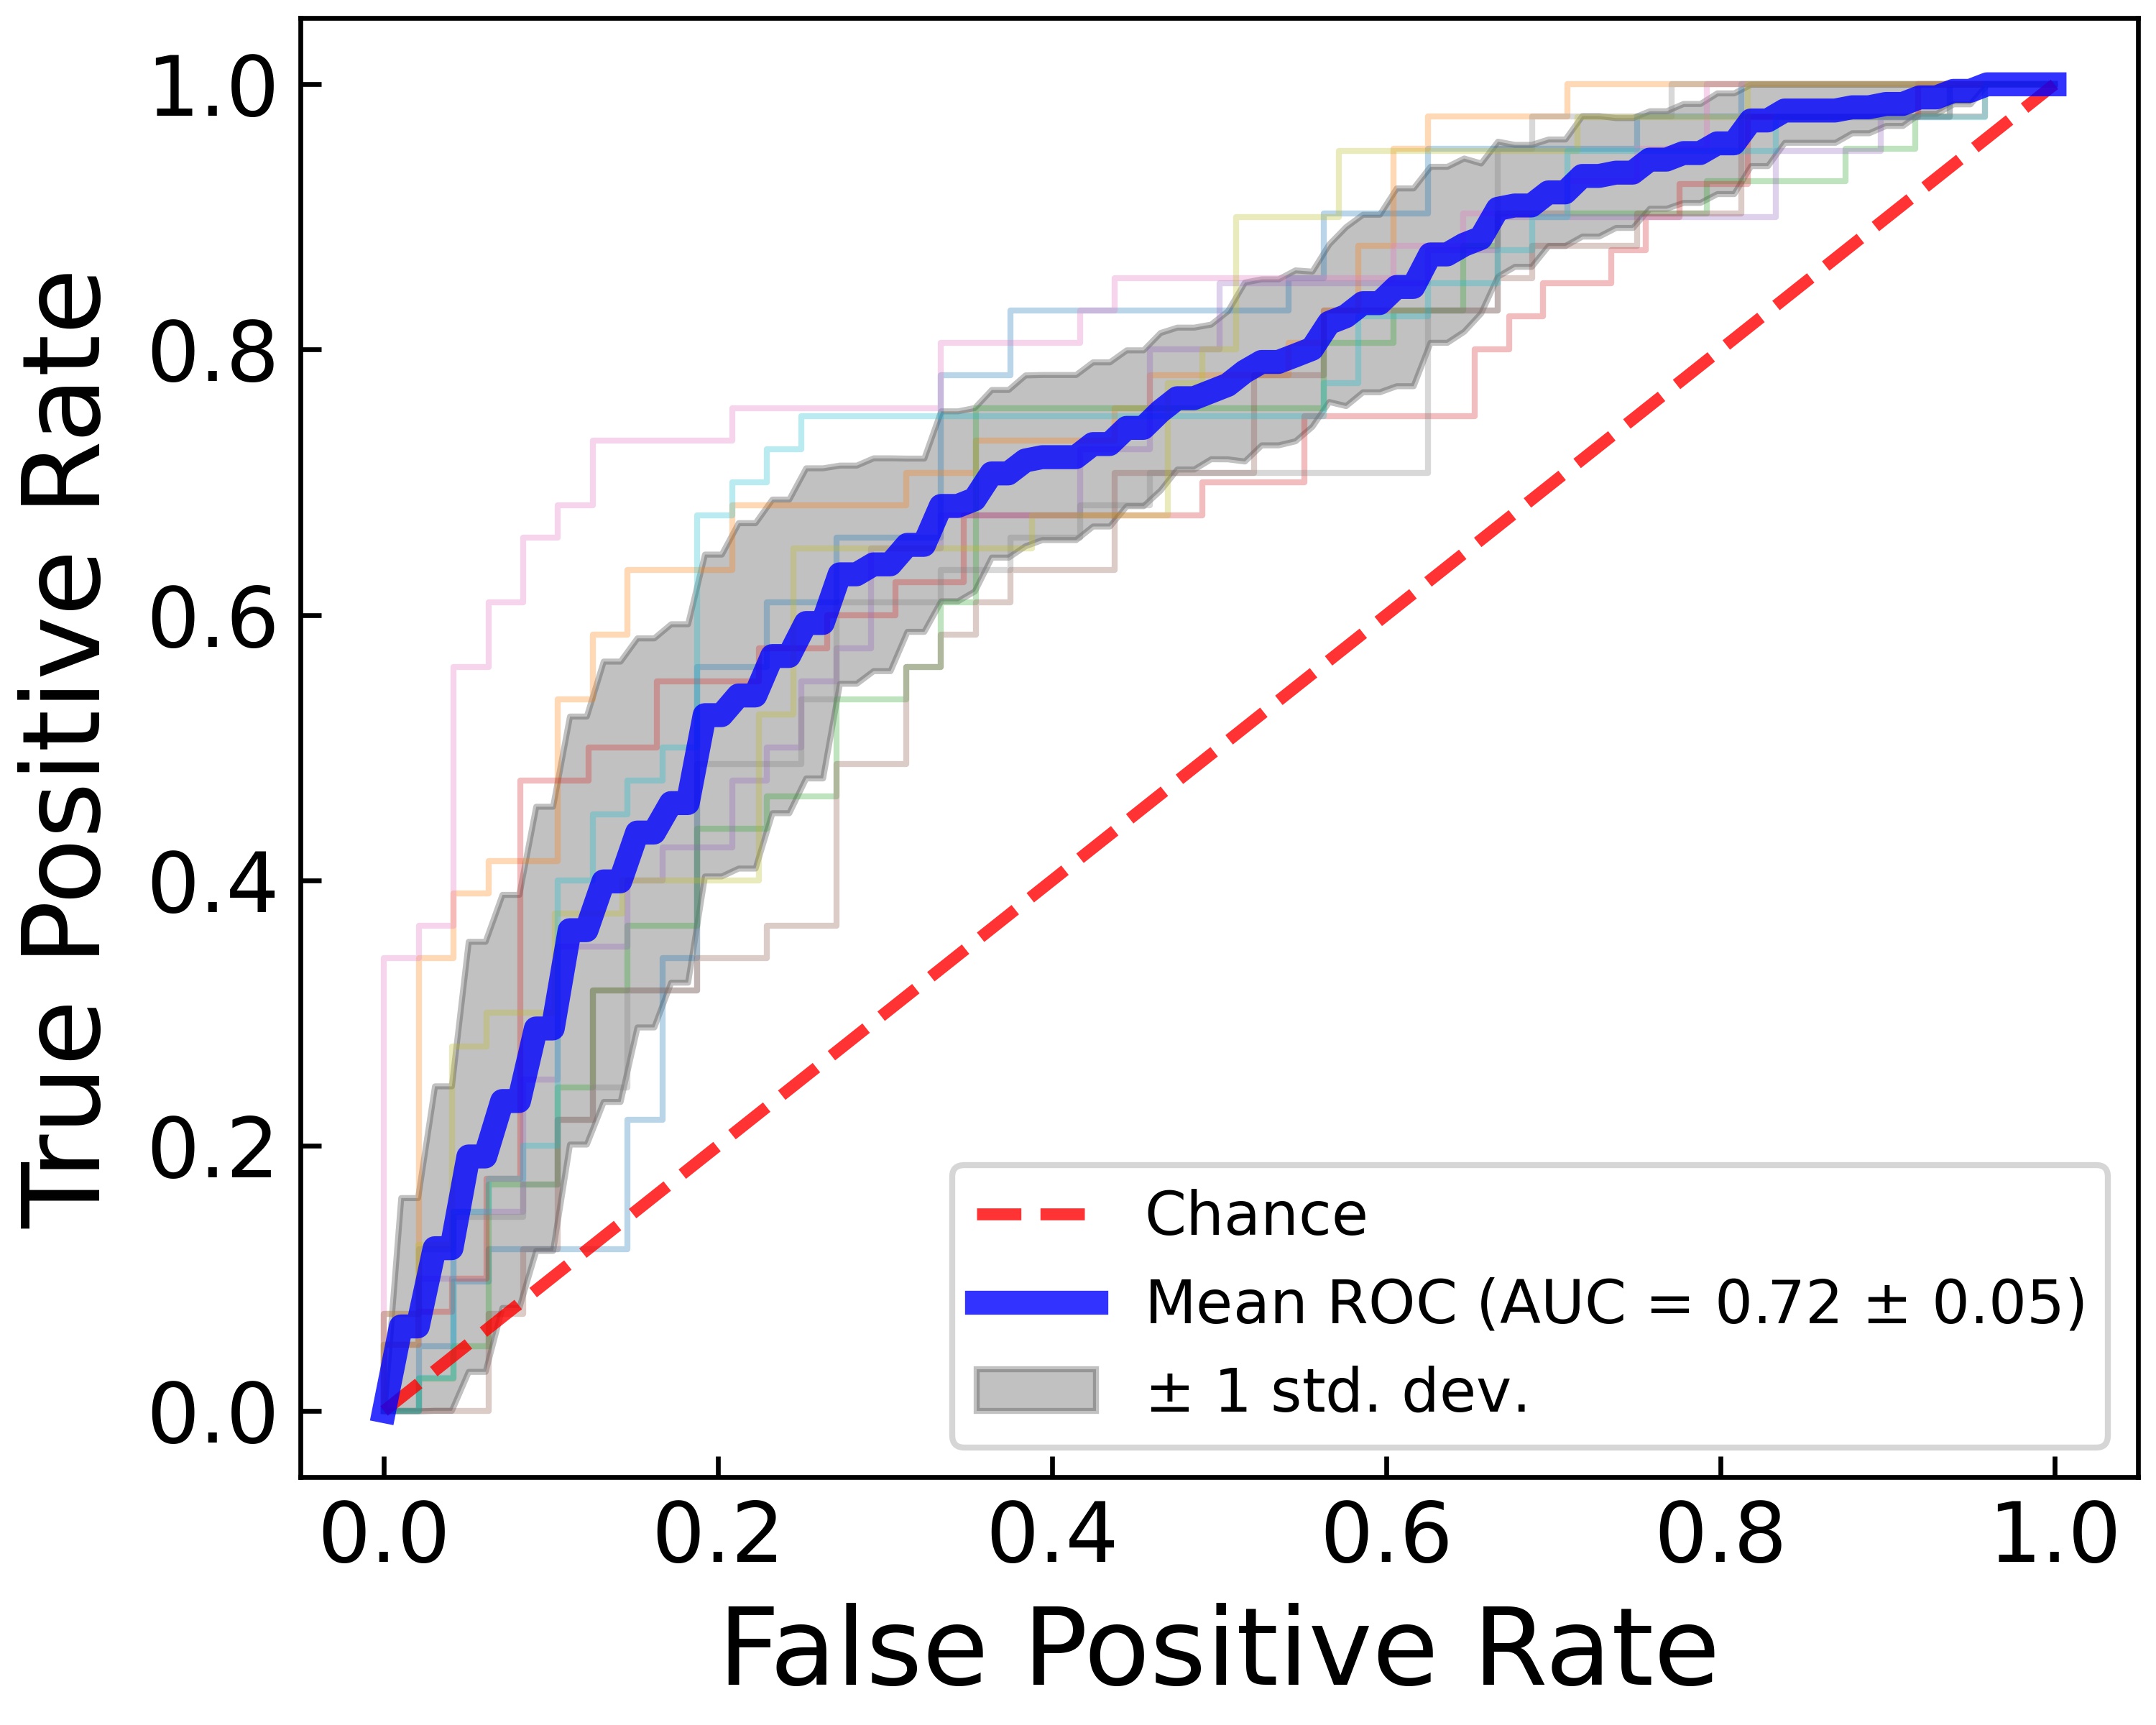 True Positive Rate
1.0
0.8
0.6
0.4
0.2
0.0
Chance
Mean ROC (AUC = 0.72 ± 0.05)
± 1 std. dev.
0.0 0.2 0.4 0.6 0.8 1.0
False Positive Rate